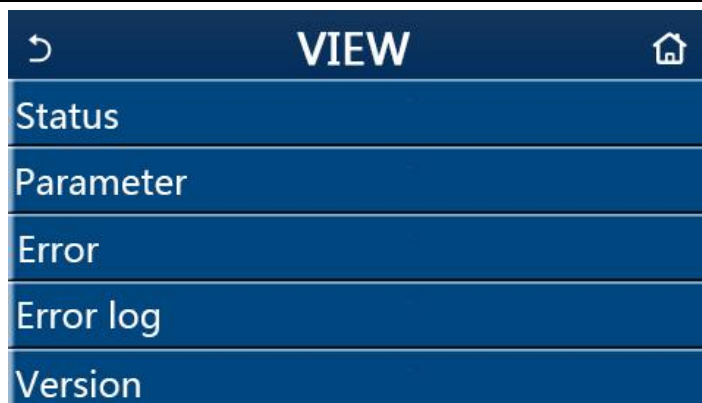 VIEW
Status
Parameter
Error
Error log
Version